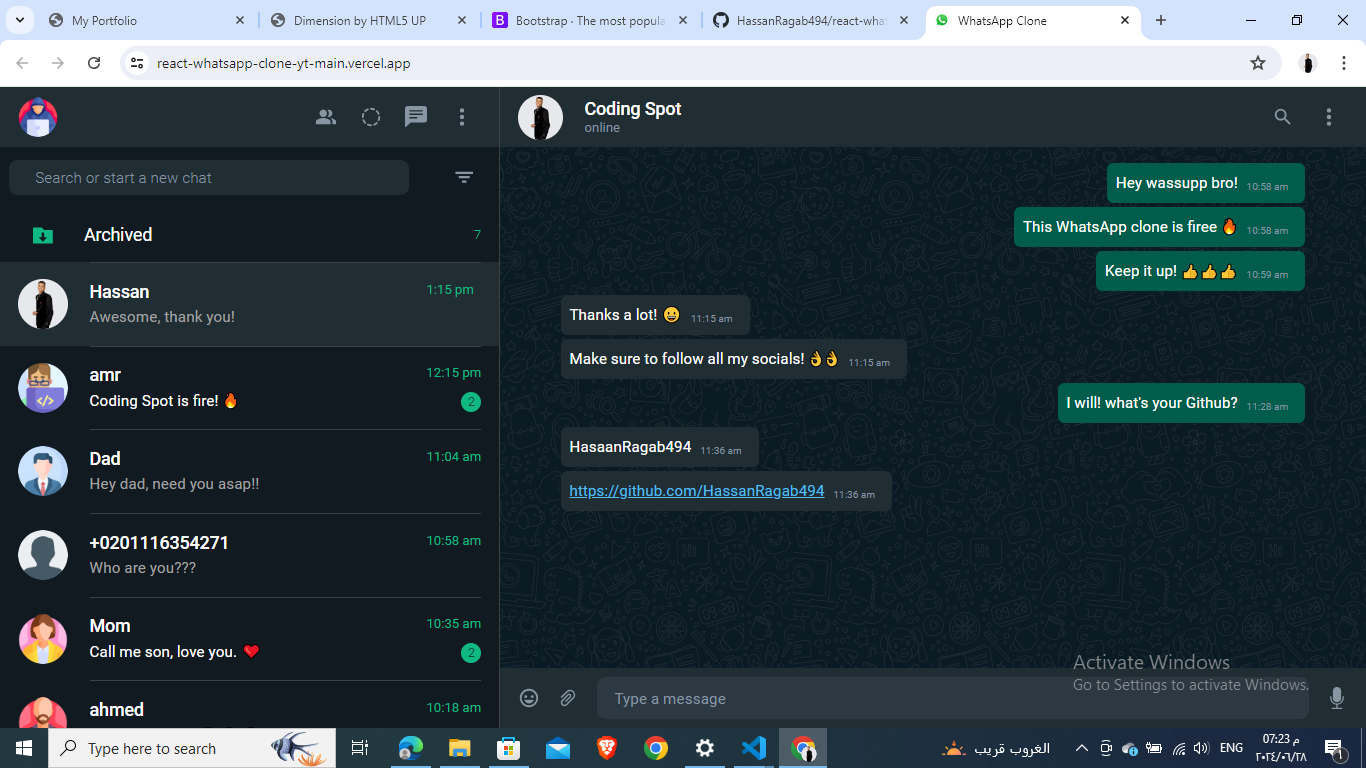 My Portfolio
Dimension by HTML5 UP
Bootstrap · The most popula
HassanRagab494/react-wha
WhatsApp Clone
react-whatsapp-clone-yt-main.vercel.app
Search or start a new chat
Archived
7
Hassan
1:15 pm
Awesome, thank you!
amr
12:15 pm
Coding Spot is fire! 🔥
2
Dad
11:04 am
Hey dad, need you asap!!
+0201116354271
10:58 am
Who are you???
Mom
10:35 am
Call me son, love you. ❤️
2
ahmed
10:18 am
Coding Spot
online
Hey wassupp bro! 10:58 am
This WhatsApp clone is firee 🔥 10:58 am
Keep it up! 👍👍👍 10:59 am
Thanks a lot! 😀 11:15 am
Make sure to follow all my socials! 👌👌 11:15 am
I will! what's your Github? 11:28 am
HasaanRagab494 11:36 am
https://github.com/HassanRagab494 11:36 am
Activate Windows
Go to Settings to activate Windows.
Type a message
Type here to search
الغروب قريب
ENG
07:23 م
٢٠٢٤/٠٦/٢٨
1